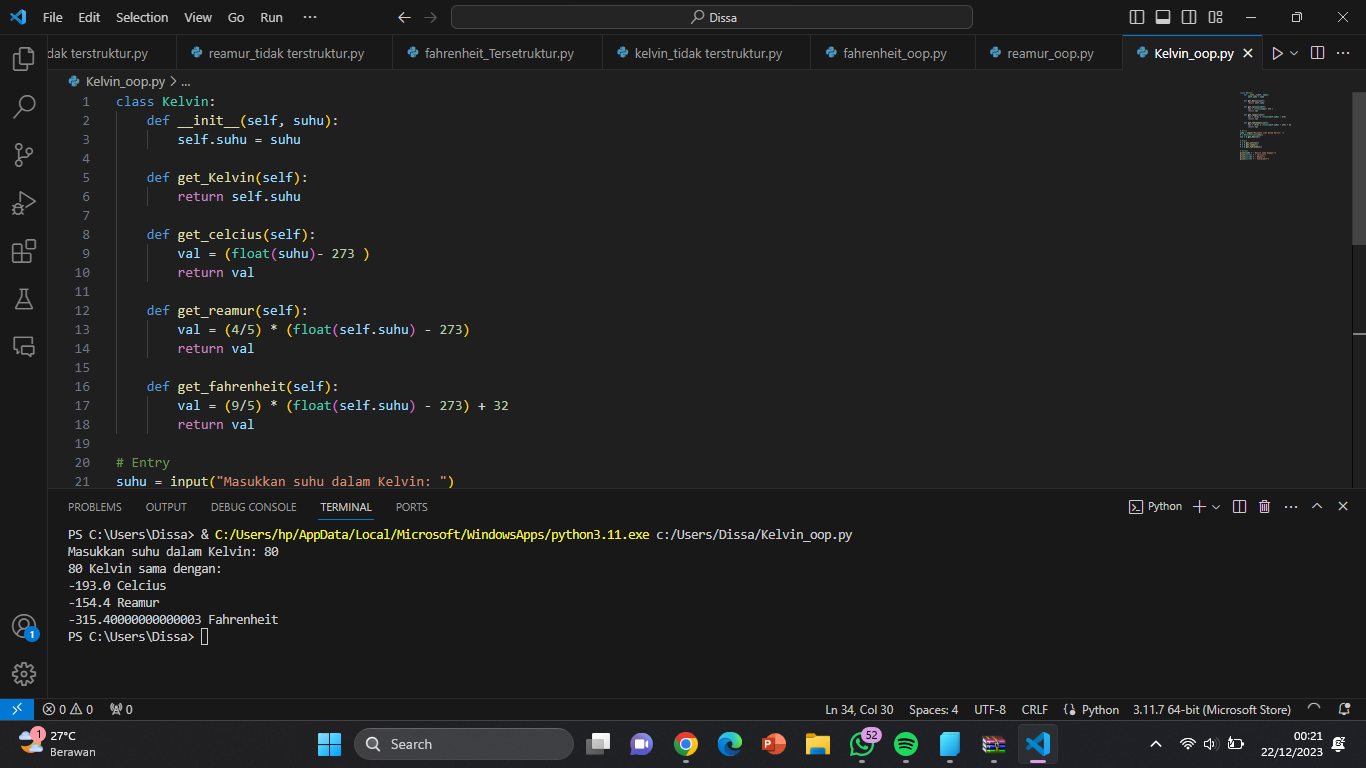 File Edit Selection View Go Run ··· Dissa
dak terstruktur.py reamur_tidak terstruktur.py fahrenheit_Tersetruktur.py kelvin_tidak terstruktur.py fahrenheit_oop.py reamur_oop.py Kelvin_oop.py
Kelvin_oop.py > ...
1 class Kelvin:
2 def __init__(self, suhu):
3 self.suhu = suhu
4
5 def get_Kelvin(self):
6 return self.suhu
7
8 def get_celcius(self):
9 val = (float(suhu)- 273 )
10 return val
11
12 def get_reamur(self):
13 val = (4/5) * (float(self.suhu) - 273)
14 return val
15
16 def get_fahrenheit(self):
17 val = (9/5) * (float(self.suhu) - 273) + 32
18 return val
19
20 # Entry
21 suhu = input("Masukkan suhu dalam Kelvin: ")
PROBLEMS OUTPUT DEBUG CONSOLE TERMINAL PORTS Python
PS C:\Users\Dissa> & C:/Users/hp/AppData/Local/Microsoft/WindowsApps/python3.11.exe c:/Users/Dissa/Kelvin_oop.py
Masukkan suhu dalam Kelvin: 80
80 Kelvin sama dengan:
-193.0 Celcius
-154.4 Reamur
-315.40000000000003 Fahrenheit
PS C:\Users\Dissa>
1
0 0 0 Ln 34, Col 30 Spaces: 4 UTF-8 CRLF Python 3.11.7 64-bit (Microsoft Store)
1 27°C
Berawan
Search
52
00:21
22/12/2023